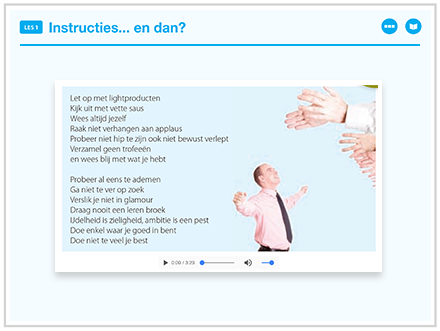 LES 1
Instructies... en dan?
Let op met lightproducten
Kijk uit met vette saus
Wees altijd jezelf
Raak niet verhangen aan applaus
Probeer niet hip te zijn ook niet bewust verlept
Verzamel geen trofeeën
en wees blij met wat je hebt
Probeer al eens te ademen
Ga niet te ver op zoek
Verslik je niet in glamour
Draag nooit een leren broek
Udelheid is zieligheid, ambitie is een pest
Doe enkel waar je goed in bent
Doe niet te veel je best
0:00 / 3:29